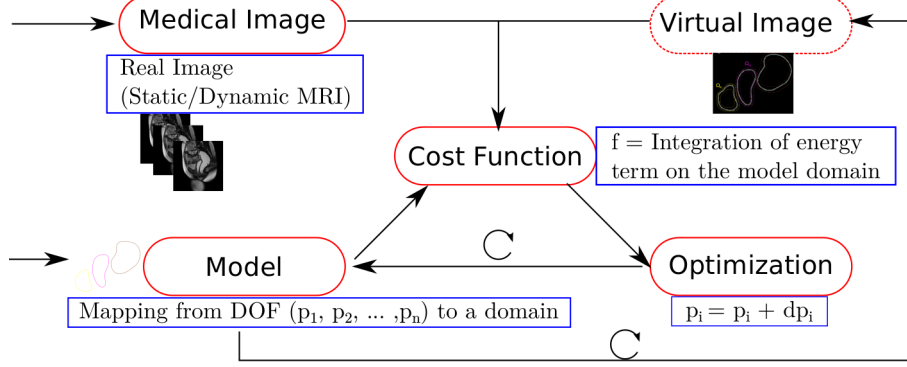 Medical Image
Virtual Image
Real Image
(Static/Dynamic MRI)
Cost Function
f = Integration of energy
term on the model domain
Model
Optimization
Mapping from DOF (p₁, p₂, ... ,pₙ) to a domain
pᵢ = pᵢ + dpᵢ